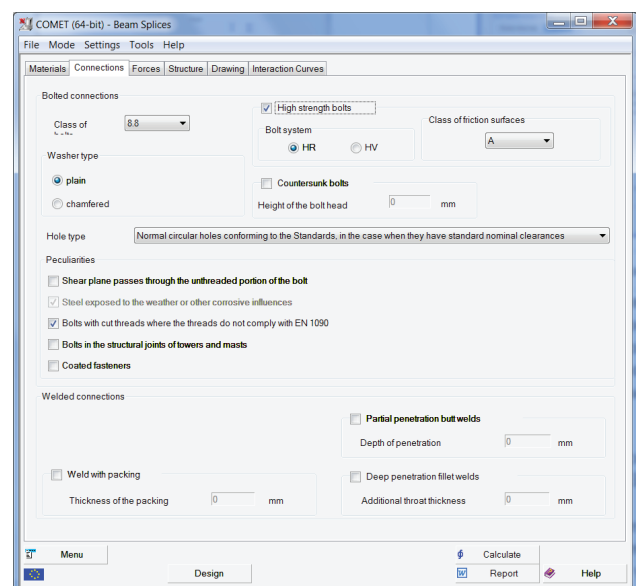 COMET (64-bit) - Beam Splices
File Mode Settings Tools Help
Materials Connections Forces Structure Drawing Interaction Curves
Bolted connections
High strength bolts
Class of
8.8
Bolt system
HR HV
Class of friction surfaces
A
Washer type
plain
chamfered
Countersunk bolts
Height of the bolt head 0 mm
Hole type Normal circular holes conforming to the Standards, in the case when they have standard nominal clearances
Peculiarities
Shear plane passes through the unthreaded portion of the bolt
Steel exposed to the weather or other corrosive influences
Bolts with cut threads where the threads do not comply with EN 1090
Bolts in the structural joints of towers and masts
Coated fasteners
Welded connections
Partial penetration butt welds
Depth of penetration 0 mm
Weld with packing
Thickness of the packing 0 mm
Deep penetration fillet welds
Additional throat thickness 0 mm
Menu Calculate
Design Report Help